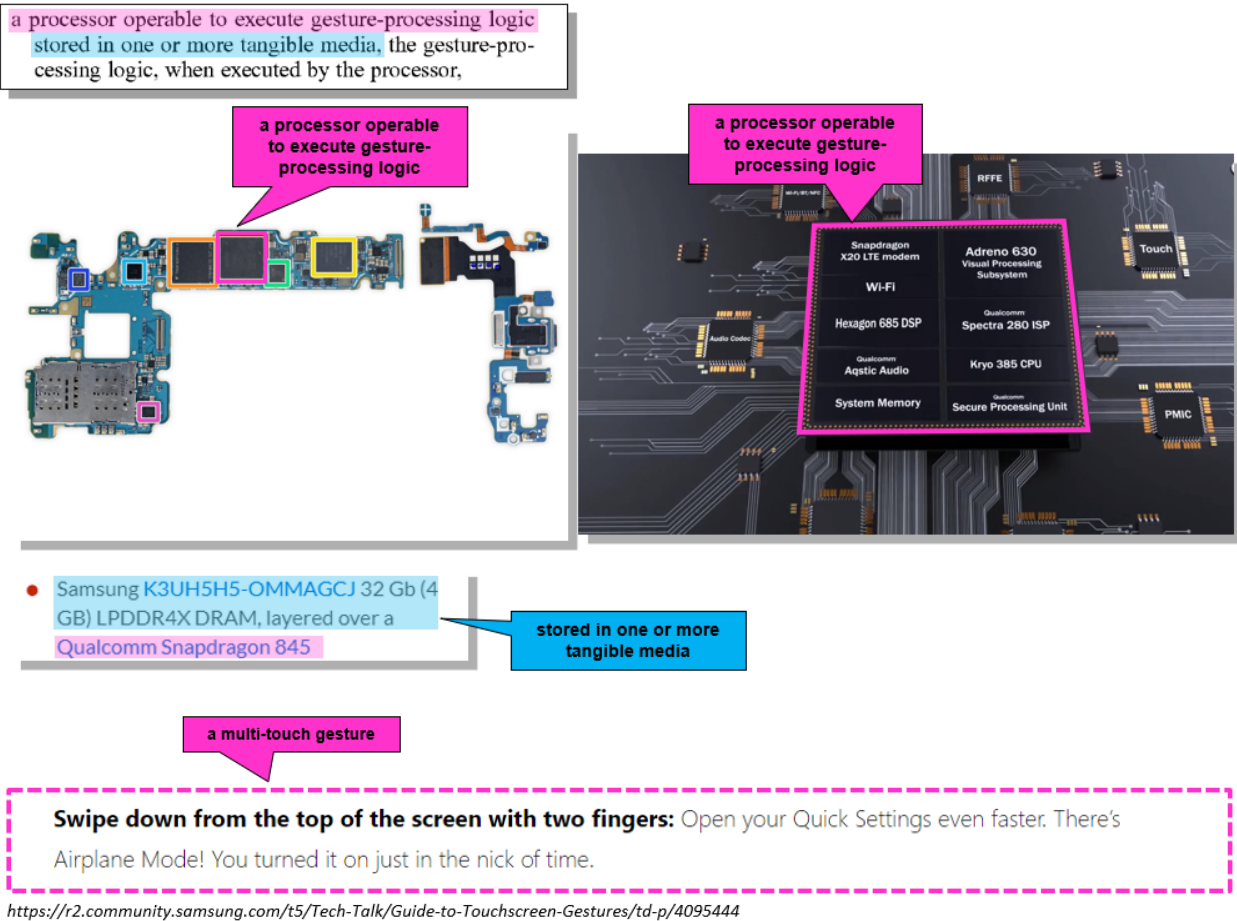 a processor operable to execute gesture-processing logic
stored in one or more tangible media, the gesture-pro-
cessing logic, when executed by the processor,
a processor operable
to execute gesture-
processing logic
a processor operable
to execute gesture-
processing logic
Wi-Fi/BT/NFC
RFFE
Touch
Snapdragon
X20 LTE modem
Adreno 630
Visual Processing
Subsystem
Wi-Fi
Hexagon 685 DSP
Qualcomm
Spectra 280 ISP
Audio Codec
Qualcomm
Aqstic Audio
Kryo 385 CPU
System Memory
Qualcomm
Secure Processing Unit
PMIC
Samsung K3UH5H5-OMMAGCJ 32 Gb (4
GB) LPDDR4X DRAM, layered over a
Qualcomm Snapdragon 845
stored in one or more
tangible media
a multi-touch gesture
Swipe down from the top of the screen with two fingers: Open your Quick Settings even faster. There's
Airplane Mode! You turned it on just in the nick of time.
https://r2.community.samsung.com/t5/Tech-Talk/Guide-to-Touchscreen-Gestures/td-p/4095444